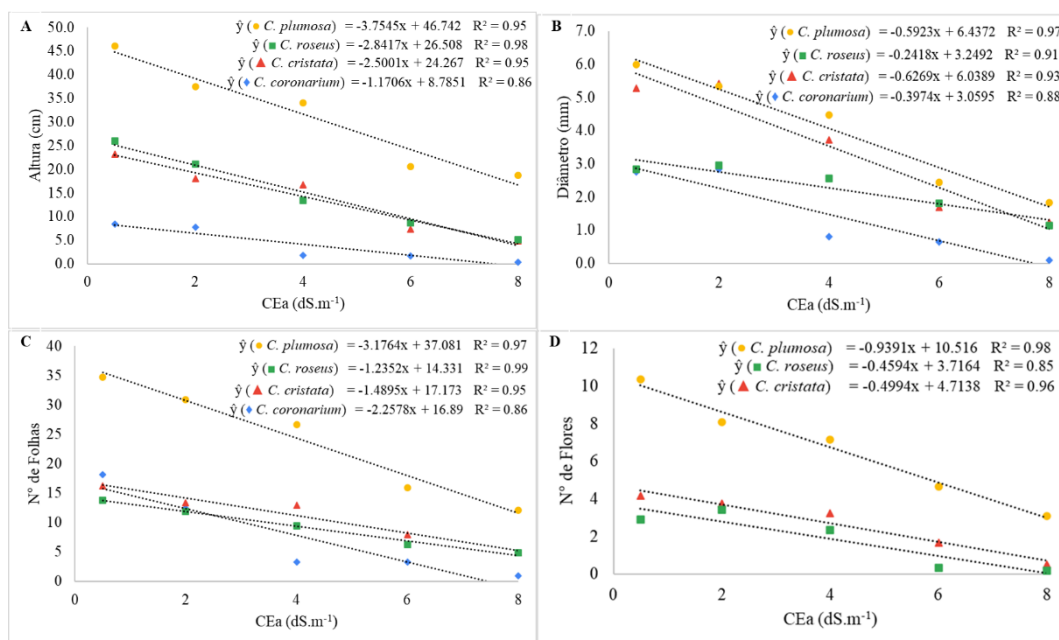 A
ŷ ( C. plumosa) = -3.7545x + 46.742 R² = 0.95
ŷ ( C. roseus) = -2.8417x + 26.508 R² = 0.98
ŷ ( C. cristata) = -2.5001x + 24.267 R² = 0.95
ŷ ( C. coronarium) = -1.1706x + 8.7851 R² = 0.86
Altura (cm)
50.0
45.0
40.0
35.0
30.0
25.0
20.0
15.0
10.0
5.0
0.0
0 2 4 6 8
CEa (dS.m⁻¹)
B
ŷ ( C. plumosa) = -0.5923x + 6.4372 R² = 0.97
ŷ ( C. roseus) = -0.2418x + 3.2492 R² = 0.91
ŷ ( C. cristata) = -0.6269x + 6.0389 R² = 0.93
ŷ ( C. coronarium) = -0.3974x + 3.0595 R² = 0.88
Diâmetro (mm)
7.0
6.0
5.0
4.0
3.0
2.0
1.0
0.0
0 2 4 6 8
CEa (dS.m⁻¹)
C
ŷ ( C. plumosa) = -3.1764x + 37.081 R² = 0.97
ŷ ( C. roseus) = -1.2352x + 14.331 R² = 0.99
ŷ ( C. cristata) = -1.4895x + 17.173 R² = 0.95
ŷ ( C. coronarium) = -2.2578x + 16.89 R² = 0.86
N° de Folhas
40
35
30
25
20
15
10
5
0
0 2 4 6 8
CEa (dS.m⁻¹)
D
ŷ ( C. plumosa) = -0.9391x + 10.516 R² = 0.98
ŷ ( C. roseus) = -0.4594x + 3.7164 R² = 0.85
ŷ ( C. cristata) = -0.4994x + 4.7138 R² = 0.96
N° de Flores
12
10
8
6
4
2
0
0 2 4 6 8
CEa (dS.m⁻¹)